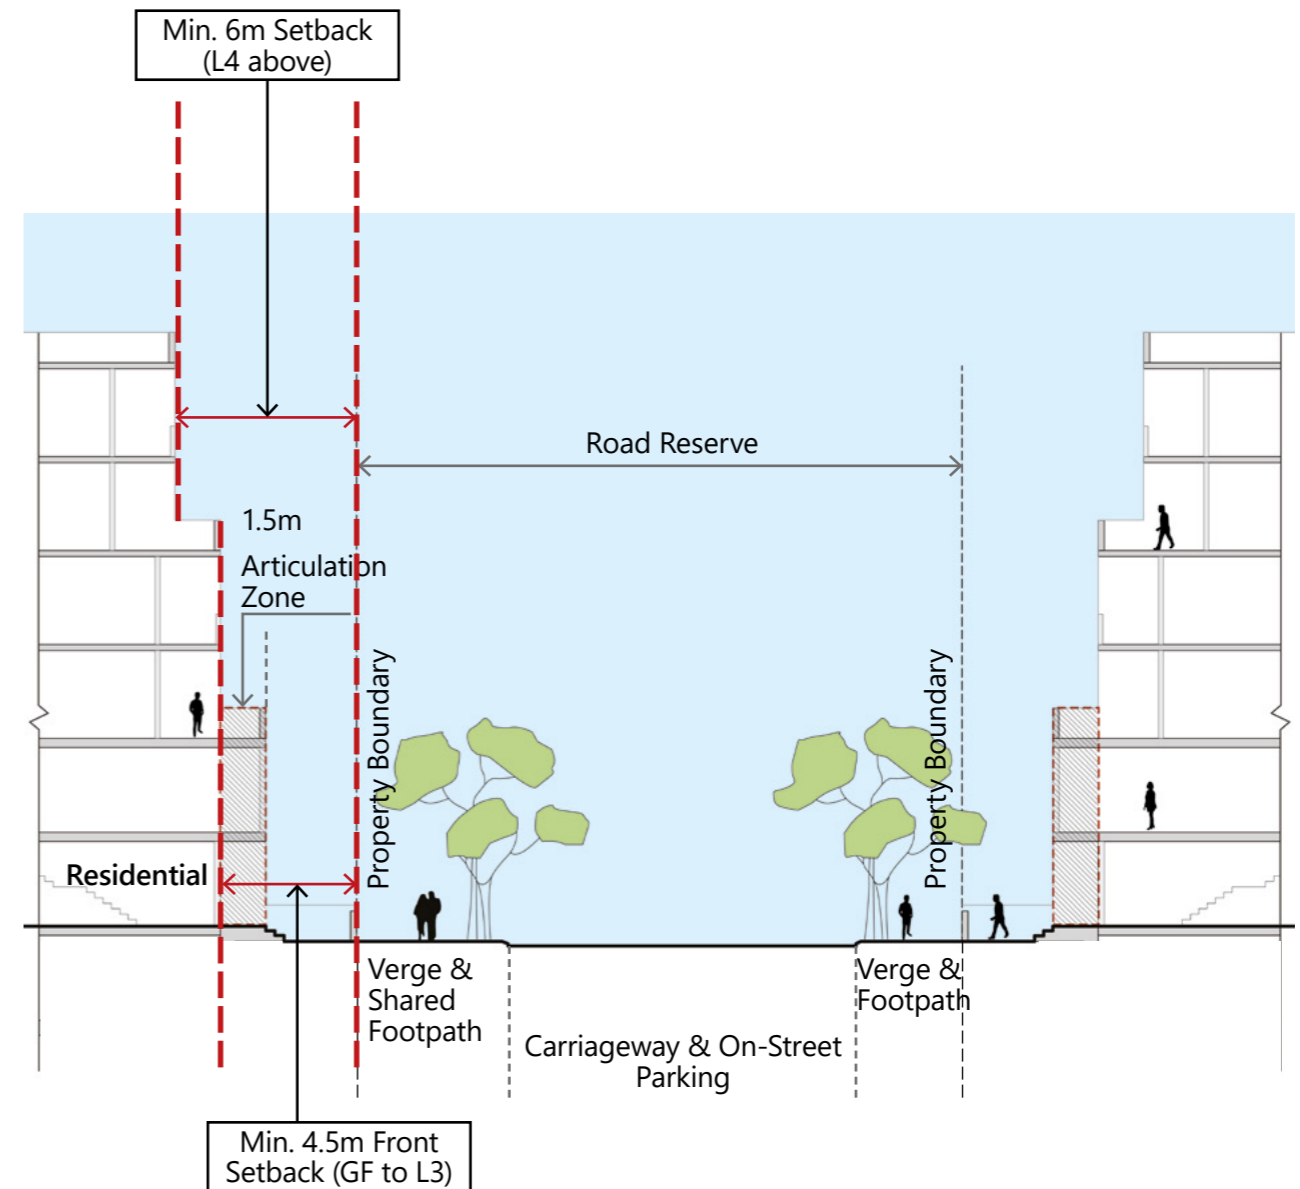 Min. 6m Setback
(L4 above)
Road Reserve
1.5m
Articulation
Zone
Property Boundary
Property Boundary
Residential
Verge &
Shared
Footpath
Verge &
Footpath
Carriageway & On-Street
Parking
Min. 4.5m Front
Setback (GF to L3)